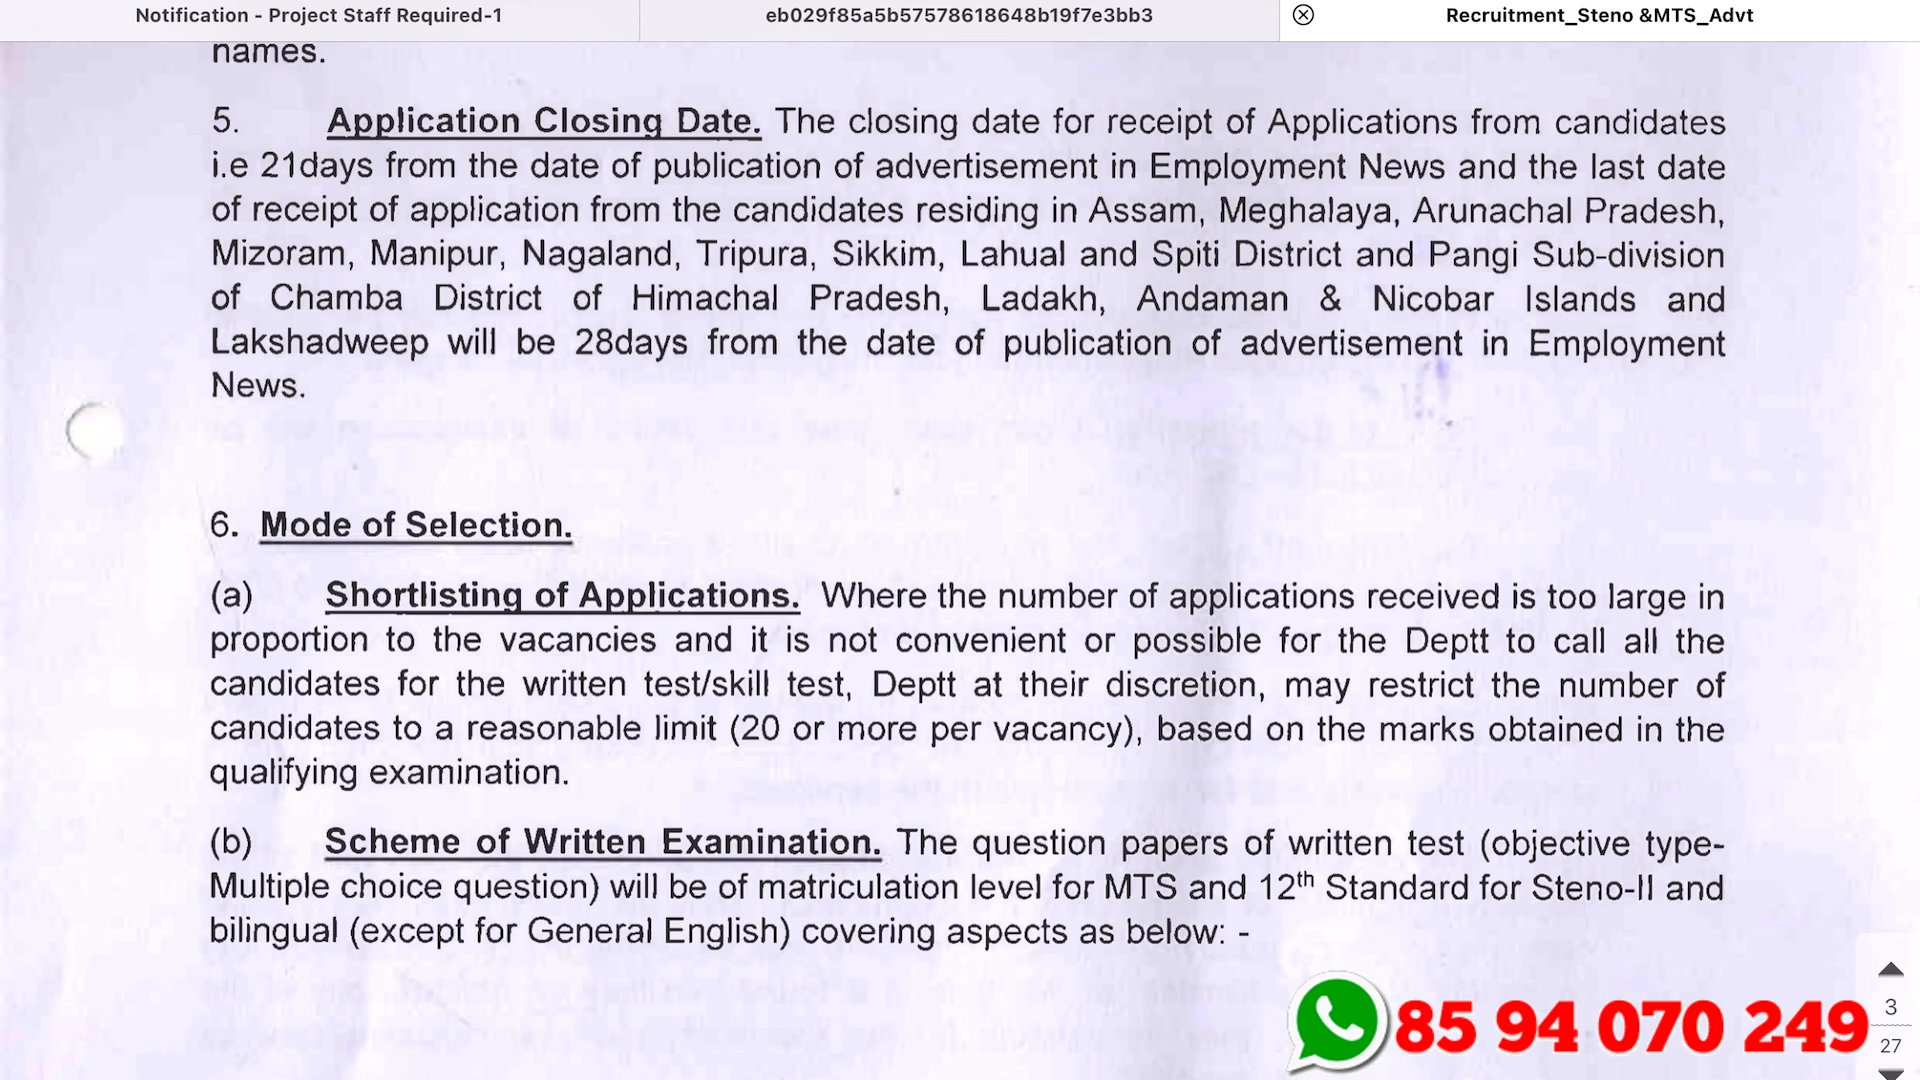 Notification - Project Staff Required-1
eb029f85a5b57578618648b19f7e3bb3
Recruitment_Steno &MTS_Advt
names.
5. Application Closing Date. The closing date for receipt of Applications from candidates
i.e 21days from the date of publication of advertisement in Employment News and the last date
of receipt of application from the candidates residing in Assam, Meghalaya, Arunachal Pradesh,
Mizoram, Manipur, Nagaland, Tripura, Sikkim, Lahual and Spiti District and Pangi Sub-division
of Chamba District of Himachal Pradesh, Ladakh, Andaman & Nicobar Islands and
Lakshadweep will be 28days from the date of publication of advertisement in Employment
News.
6. Mode of Selection.
(a) Shortlisting of Applications. Where the number of applications received is too large in
proportion to the vacancies and it is not convenient or possible for the Deptt to call all the
candidates for the written test/skill test, Deptt at their discretion, may restrict the number of
candidates to a reasonable limit (20 or more per vacancy), based on the marks obtained in the
qualifying examination.
(b) Scheme of Written Examination. The question papers of written test (objective type-
Multiple choice question) will be of matriculation level for MTS and 12th Standard for Steno-II and
bilingual (except for General English) covering aspects as below: -
85 94 070 249
3
27